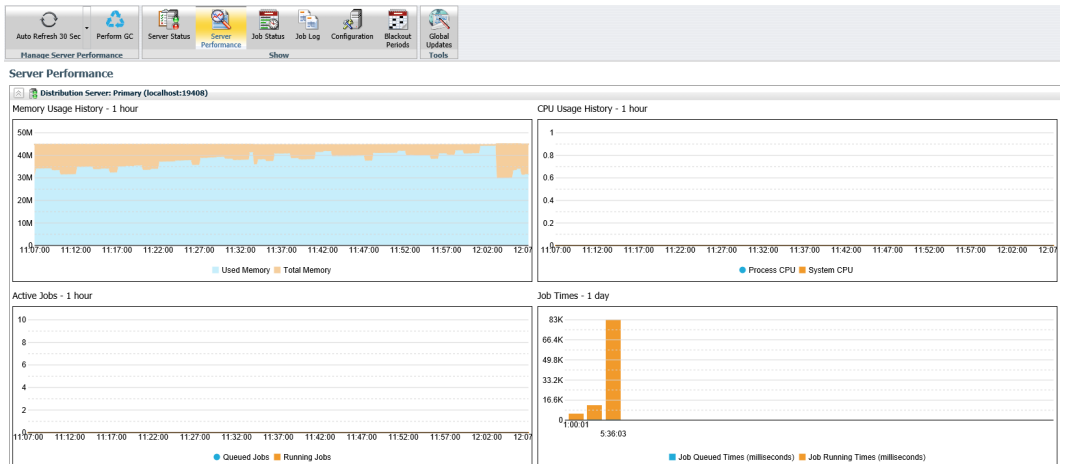 Auto Refresh 30 Sec
Perform GC
Server Status
Server Performance
Job Status
Job Log
Configuration
Blackout Periods
Global Updates
Manage Server Performance
Show
Tools
Server Performance
Distribution Server: Primary (localhost:19408)
Memory Usage History - 1 hour
50M
40M
30M
20M
10M
0
11:07:00 11:12:00 11:17:00 11:22:00 11:27:00 11:32:00 11:37:00 11:42:00 11:47:00 11:52:00 11:57:00 12:02:00 12:07
Used Memory Total Memory
CPU Usage History - 1 hour
1
0.8
0.6
0.4
0.2
0
11:07:00 11:12:00 11:17:00 11:22:00 11:27:00 11:32:00 11:37:00 11:42:00 11:47:00 11:52:00 11:57:00 12:02:00 12:07
Process CPU System CPU
Active Jobs - 1 hour
10
8
6
4
2
0
11:07:00 11:12:00 11:17:00 11:22:00 11:27:00 11:32:00 11:37:00 11:42:00 11:47:00 11:52:00 11:57:00 12:02:00 12:07
Queued Jobs Running Jobs
Job Times - 1 day
83K
66.4K
49.8K
33.2K
16.6K
0
1:00:01
5:36:03
Job Queued Times (milliseconds) Job Running Times (milliseconds)